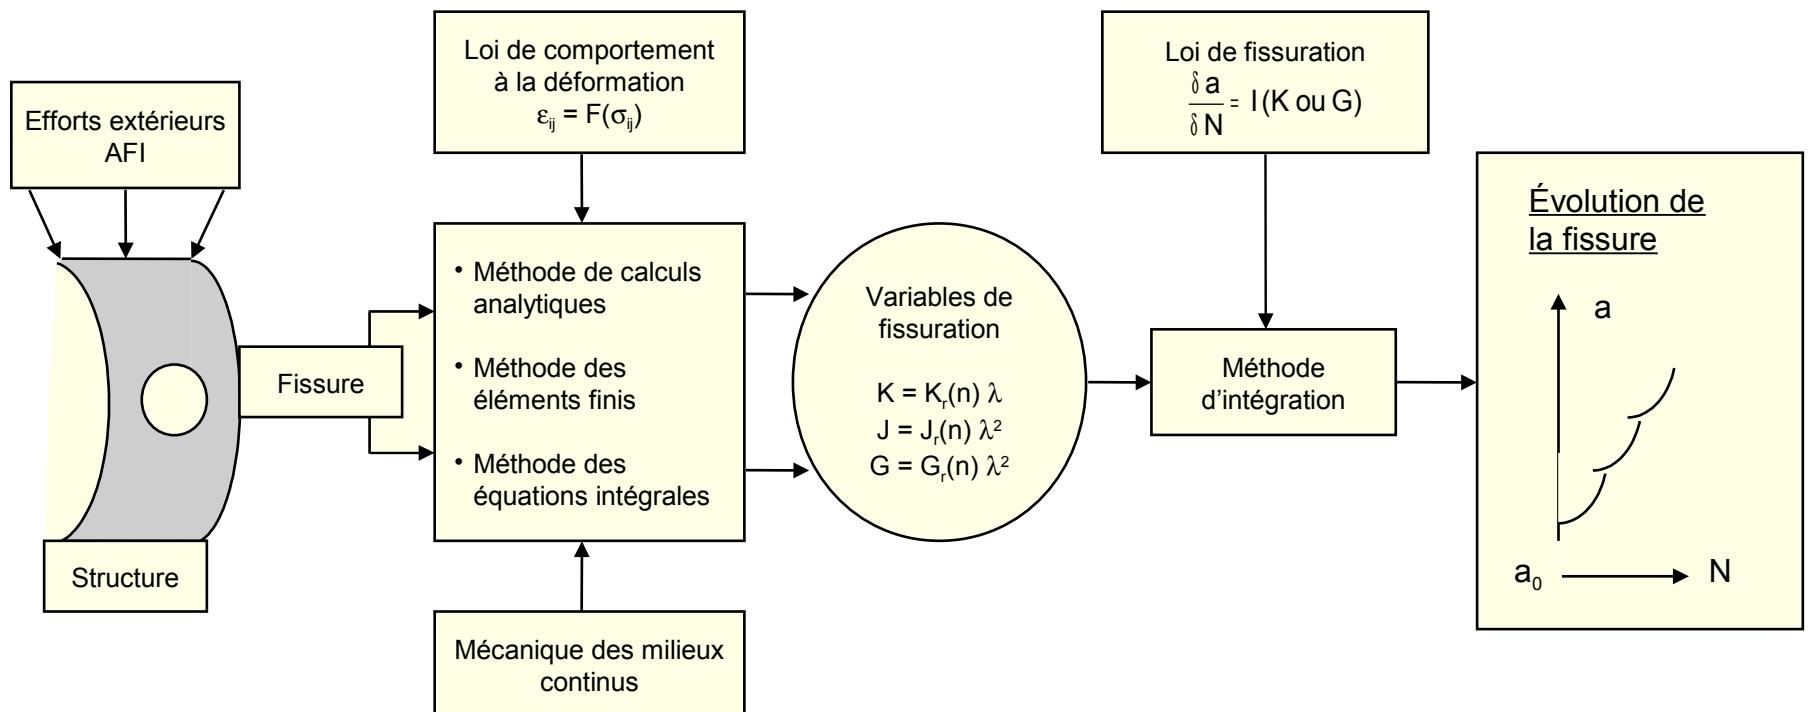 Efforts extérieurs
AFI
Structure
Fissure
Loi de comportement
à la déformation
εᵢⱼ = F(σᵢⱼ)
• Méthode de calculs
analytiques
• Méthode des
éléments finis
• Méthode des
équations intégrales
Mécanique des milieux
continus
Variables de
fissuration
K = Kᵣ(n) λ
J = Jᵣ(n) λ²
G = Gᵣ(n) λ²
Loi de fissuration
δ a
δ N
= I (K ou G)
Méthode
d’intégration
Évolution de
la fissure
a
a₀
N